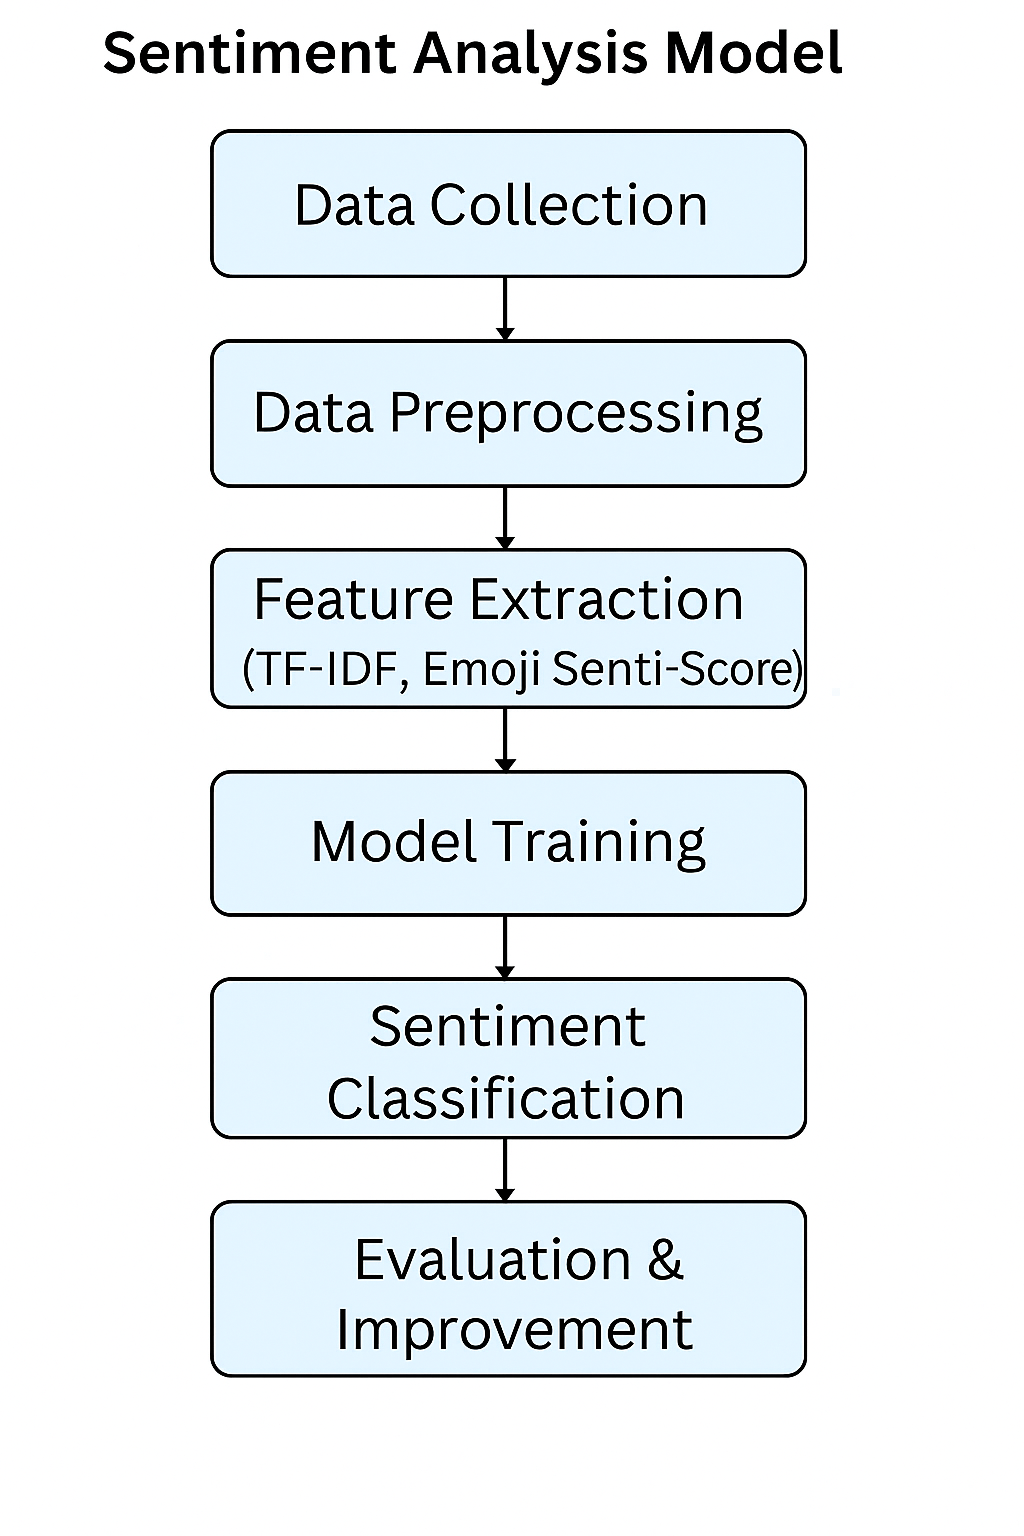 Sentiment Analysis Model
Data Collection
Data Preprocessing
Feature Extraction
(TF-IDF, Emoji Senti-Score)
Model Training
Sentiment
Classification
Evaluation &
Improvement